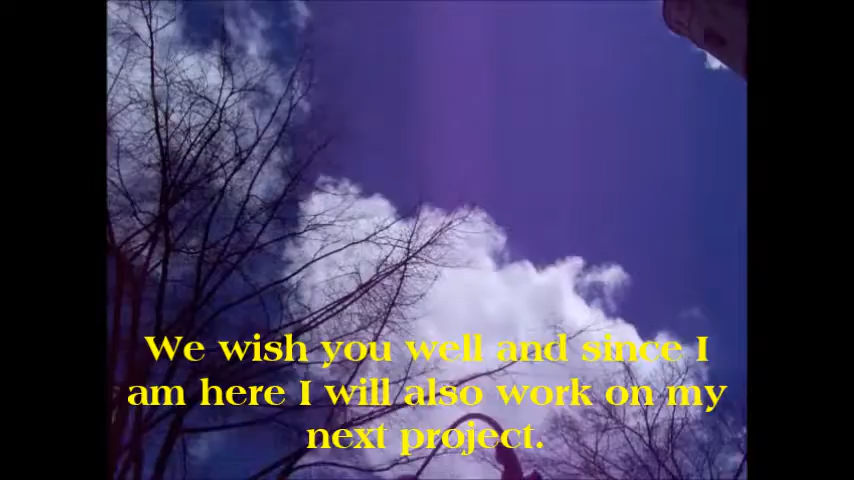 We wish you well and since I
am here I will also work on my
next project.